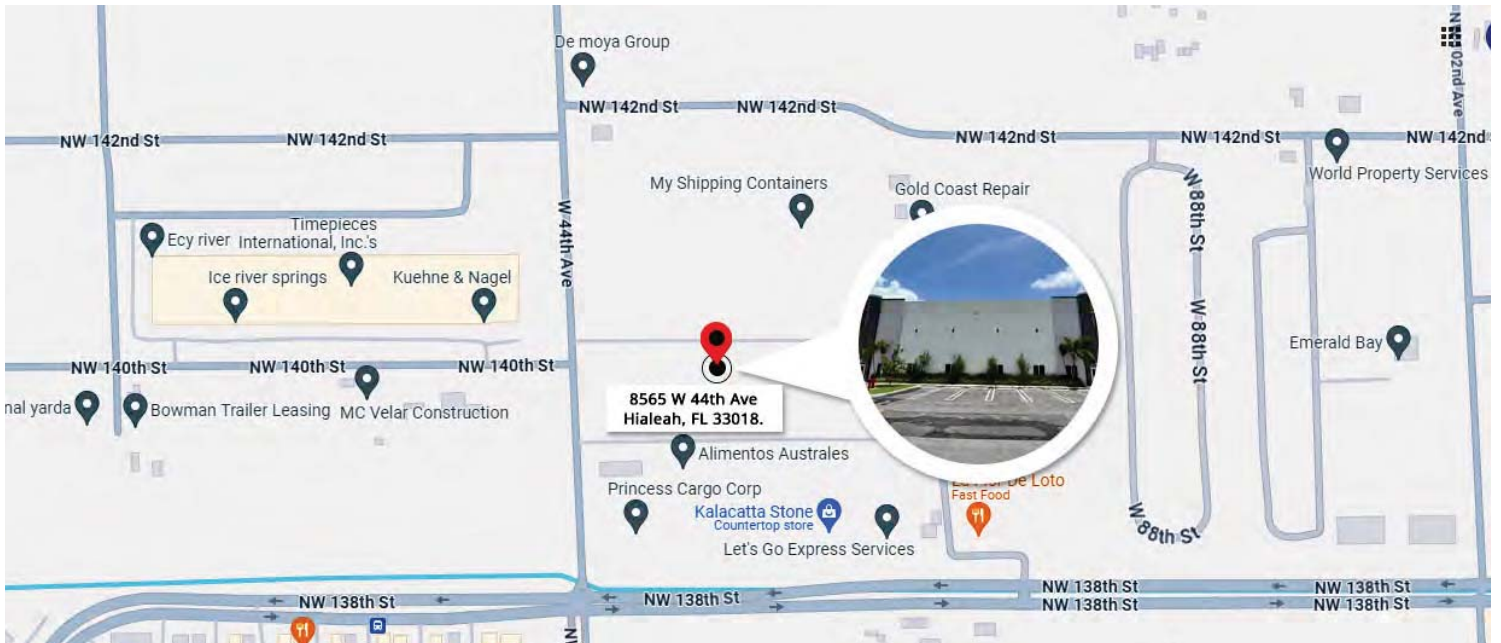 De moya Group
NW 142nd St
NW 142nd St
NW 142nd St
NW 142nd St
NW 142nd St
NW 142nd St
NW 142nd
02nd Ave
World Property Services
My Shipping Containers
Gold Coast Repair
W 44th Ave
W 88th St
W 88th St
W 88th St
W 88th St
Ecy river
Timepieces
International, Inc.'s
Ice river springs
Kuehne & Nagel
Emerald Bay
NW 140th St
NW 140th St
NW 140th St
nal yarda
Bowman Trailer Leasing
MC Velar Construction
8565 W 44th Ave
Hialeah, FL 33018.
Alimentos Australes
Princess Cargo Corp
Kalacatta Stone
Countertop store
De Loto
Fast Food
Let's Go Express Services
NW 138th St
NW 138th St
NW 138th St
NW 138th St
NW 138th St
NW 138th St